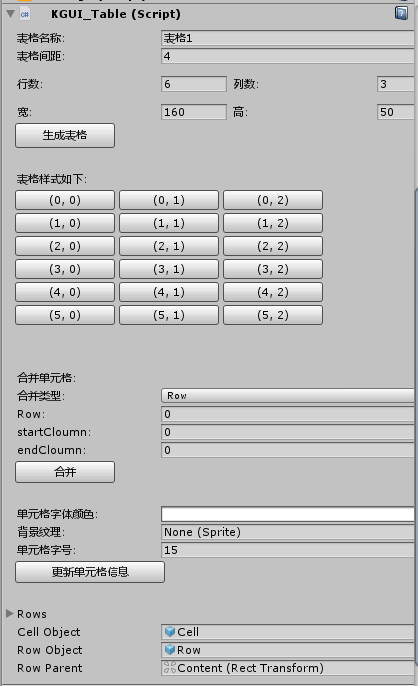 KGUI_Table (Script)
表格名称: 表格1
表格间距: 4
行数: 6 列数: 3
宽: 160 高: 50
生成表格
表格样式如下:
(0, 0) (0, 1) (0, 2)
(1, 0) (1, 1) (1, 2)
(2, 0) (2, 1) (2, 2)
(3, 0) (3, 1) (3, 2)
(4, 0) (4, 1) (4, 2)
(5, 0) (5, 1) (5, 2)
合并单元格:
合并类型: Row
Row: 0
startCloumn: 0
endCloumn: 0
合并
单元格字体颜色:
背景纹理: None (Sprite)
单元格字号: 15
更新单元格信息
Rows
Cell Object Cell
Row Object Row
Row Parent Content (Rect Transform)